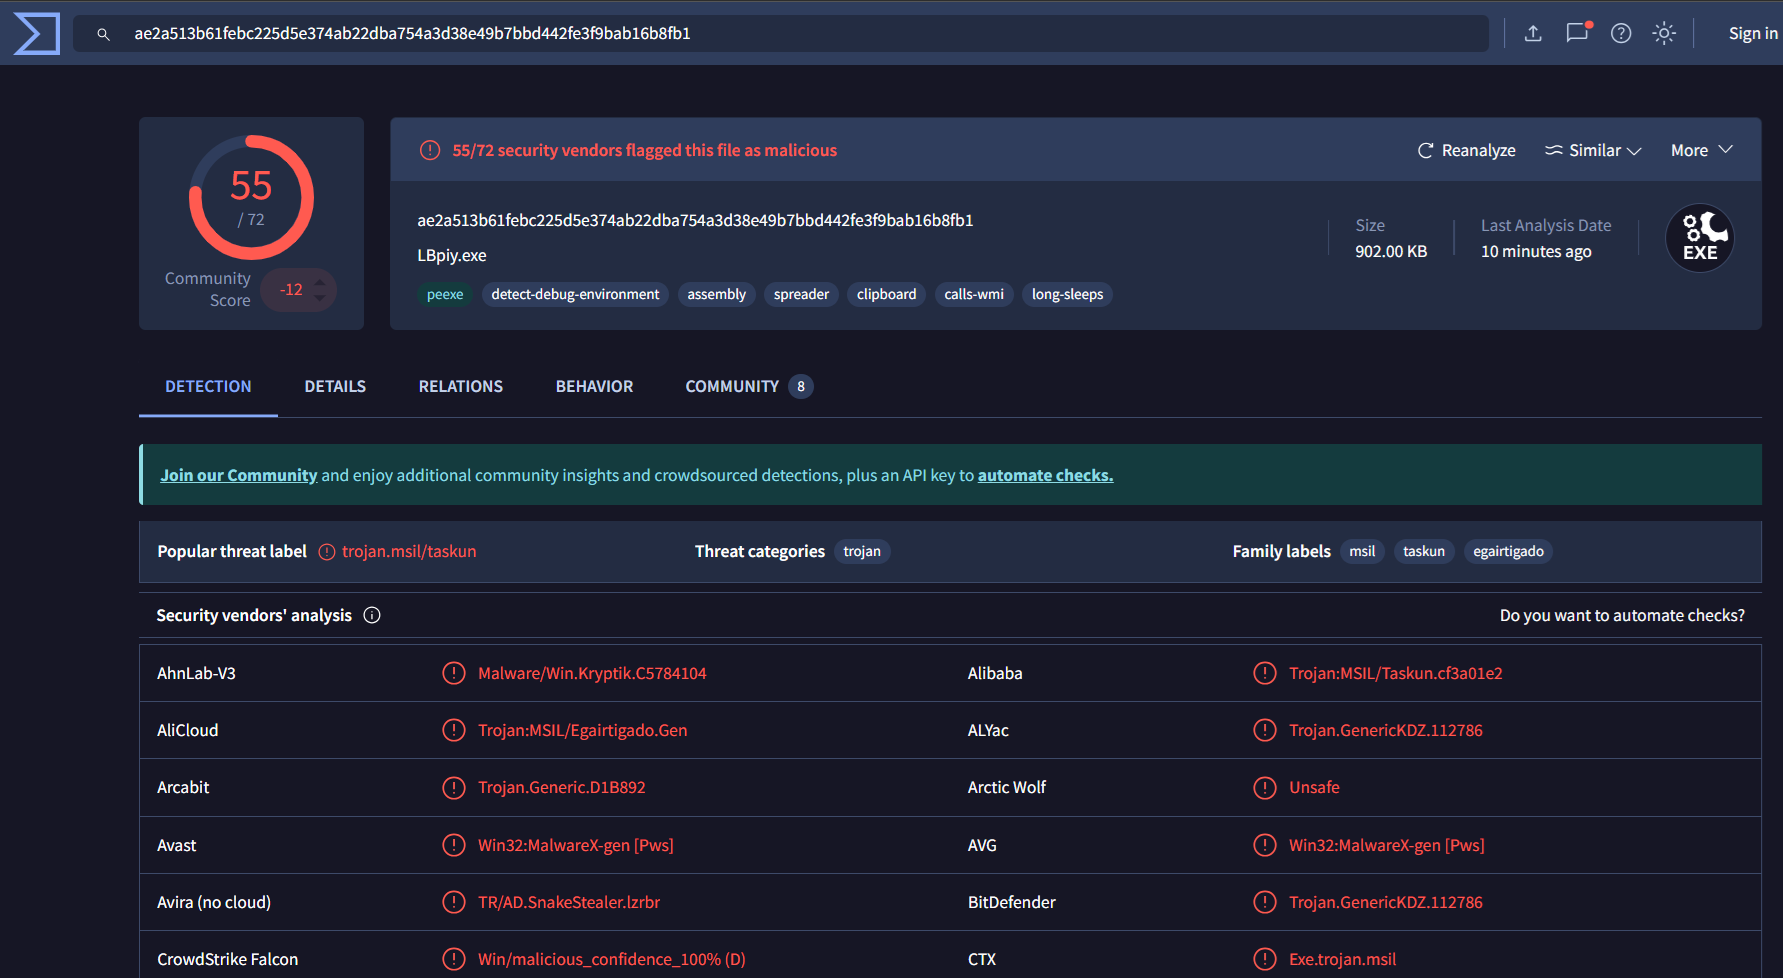 ae2a513b61febc225d5e374ab22dba754a3d38e49b7bbd442fe3f9bab16b8fb1
Sign in
55
/ 72
Community Score
-12
55/72 security vendors flagged this file as malicious
Reanalyze
Similar
More
ae2a513b61febc225d5e374ab22dba754a3d38e49b7bbd442fe3f9bab16b8fb1
LBpiy.exe
peexe detect-debug-environment assembly spreader clipboard calls-wmi long-sleeps
Size
902.00 KB
Last Analysis Date
10 minutes ago
EXE
DETECTION DETAILS RELATIONS BEHAVIOR COMMUNITY 8
Join our Community and enjoy additional community insights and crowdsourced detections, plus an API key to automate checks.
Popular threat label trojan.msil/taskun Threat categories trojan Family labels msil taskun egairtigado
Security vendors' analysis Do you want to automate checks?
AhnLab-V3 Malware/Win.Kryptik.C5784104 Alibaba Trojan:MSIL/Taskun.cf3a01e2
AliCloud Trojan:MSIL/Egairtigado.Gen ALYac Trojan.GenericKDZ.112786
Arcabit Trojan.Generic.D1B892 Arctic Wolf Unsafe
Avast Win32:MalwareX-gen [Pws] AVG Win32:MalwareX-gen [Pws]
Avira (no cloud) TR/AD.SnakeStealer.lzrbr BitDefender Trojan.GenericKDZ.112786
CrowdStrike Falcon Win/malicious_confidence_100% (D) CTX Exe.trojan.msil